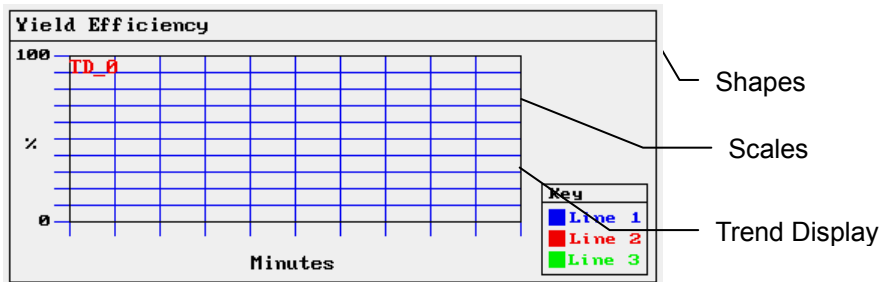 Yield Efficiency
100
TD_0
%
0
Minutes
Key
Line 1
Line 2
Line 3
Shapes
Scales
Trend Display